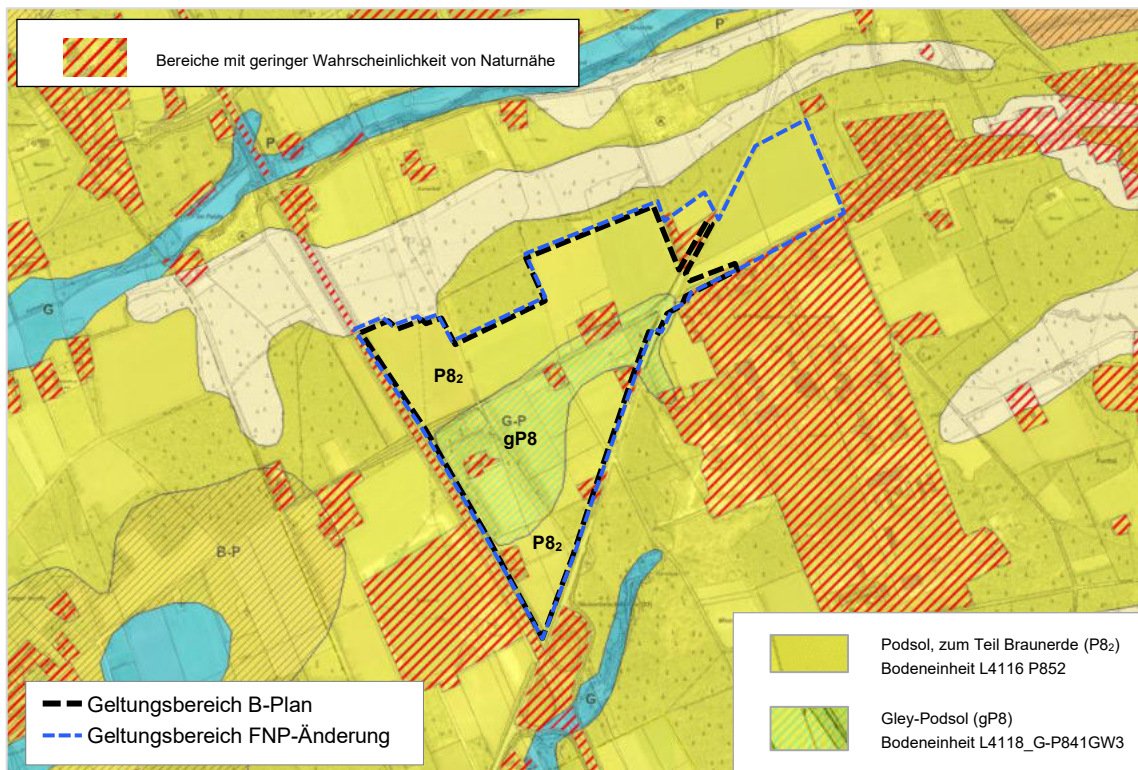 Bereiche mit geringer Wahrscheinlichkeit von Naturnähe
P
P
G
P8₂
G-P
gP8
P8₂
B-P
G
Geltungsbereich B-Plan
Geltungsbereich FNP-Änderung
Podsol, zum Teil Braunerde (P8₂)
Bodeneinheit L4116 P852
Gley-Podsol (gP8)
Bodeneinheit L4118_G-P841GW3